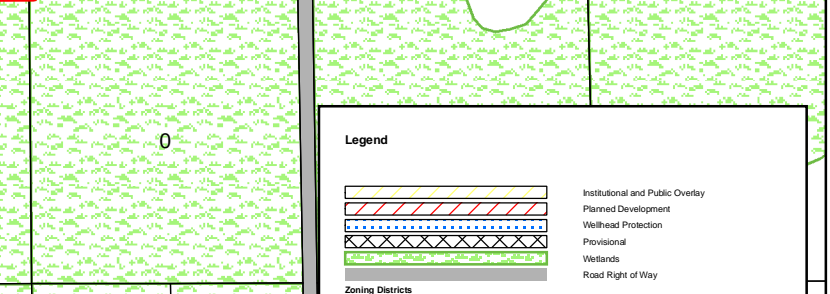 0
Legend
Institutional and Public Overlay
Planned Development
Wellhead Protection
Provisional
Wetlands
Road Right of Way
Zoning Districts